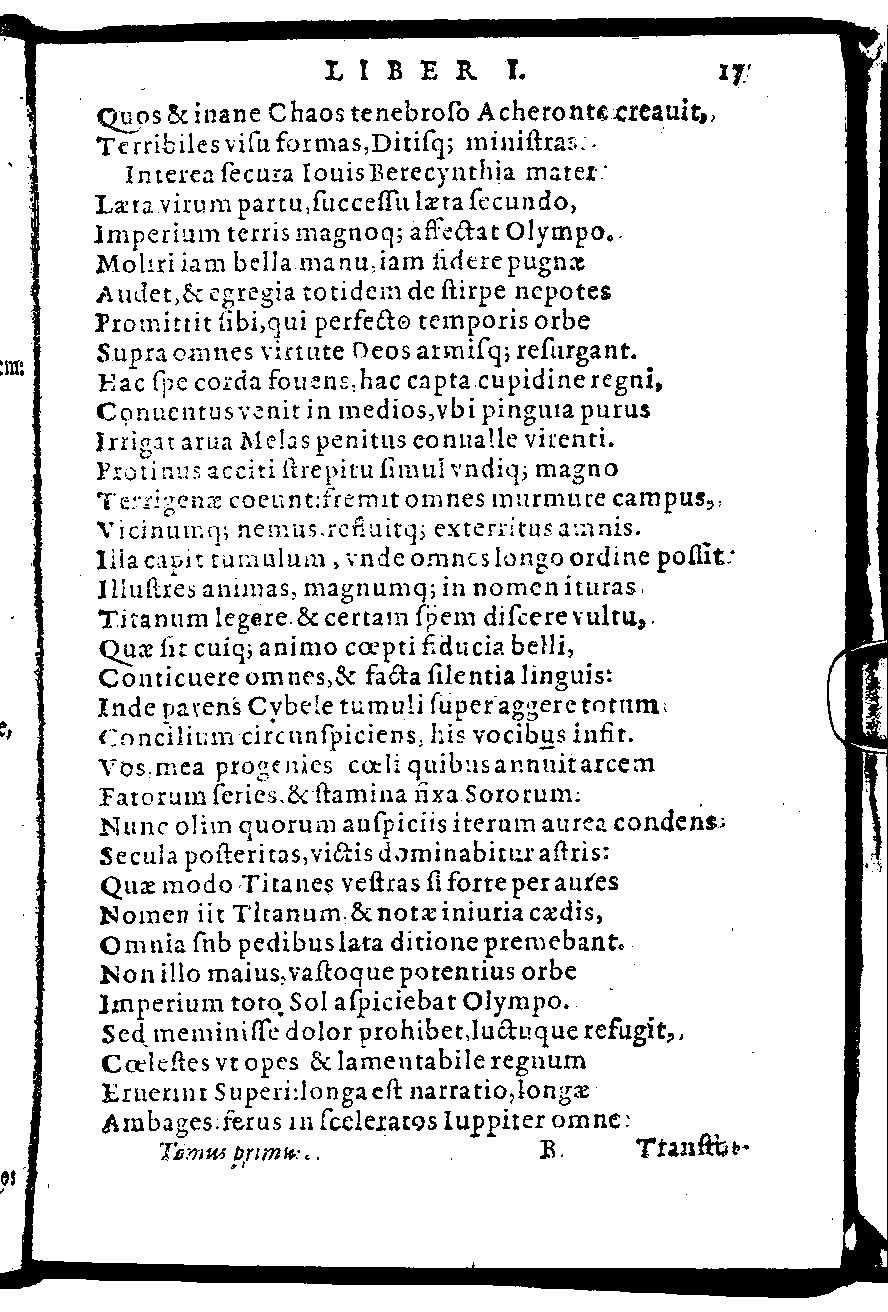 LIBER I. 17
Quos & inane Chaos tenebroſo Acheronte creauit,
Terribiles viſu formas, Ditiſq; miniſtras.
Interea ſecura Iouis Berecynthia mater
Læta virum partu, ſucceſſu læta ſecundo,
Imperium terris magnoq; affectat Olympo.
Moliri iam bella manu, iam fidere pugnæ
Audet, & egregia totidem de ſtirpe nepotes
Promittit ſibi, qui perfecto temporis orbe
Supra omnes virtute Deos armiſq; reſurgant.
Hac ſpe corda fouens, hac capta cupidine regni,
Conuentus venit in medios, vbi pinguia purus
Irrigat arua Melas penitus conualle virenti.
Protinus acciti ſtrepitu ſimul vndiq; magno
Terrigenæ coeunt: fremit omnes murmure campus,
Vicinumq; nemus, refluitq; exterritus amnis.
Illa capit tumulum, vnde omnes longo ordine poſſit
Illuſtres animas, magnumq; in nomen ituras
Titanum legere, & certam ſpem diſcere vultu,
Quæ ſit cuiq; animo cœpti fiducia belli,
Conticuere omnes, & facta ſilentia linguis:
Inde parens Cybele tumuli ſuper aggere totum
Concilium circunſpiciens, his vocibus infit.
Vos, mea progenies cœli quibus annuit arcem
Fatorum ſeries, & ſtamina fixa Sororum:
Nunc olim quorum auſpiciis iterum aurea condens
Secula poſteritas, victis dominabitur aſtris:
Quæ modo Titanes veſtras ſi forte per aures
Nomen iit TItanum, & notæ iniuria cædis,
Omnia ſnb pedibus lata ditione premebant.
Non illo maius, vaſtoque potentius orbe
Imperium toto Sol aſpiciebat Olympo.
Sed meminiſſe dolor prohibet, luctuque refugit,
Cœleſtes vt opes & lamentabile regnum
Eruerint Superi: longa eſt narratio, longæ
Ambages: ferus in ſceleratos Iuppiter omne:
Tomus primus. B.